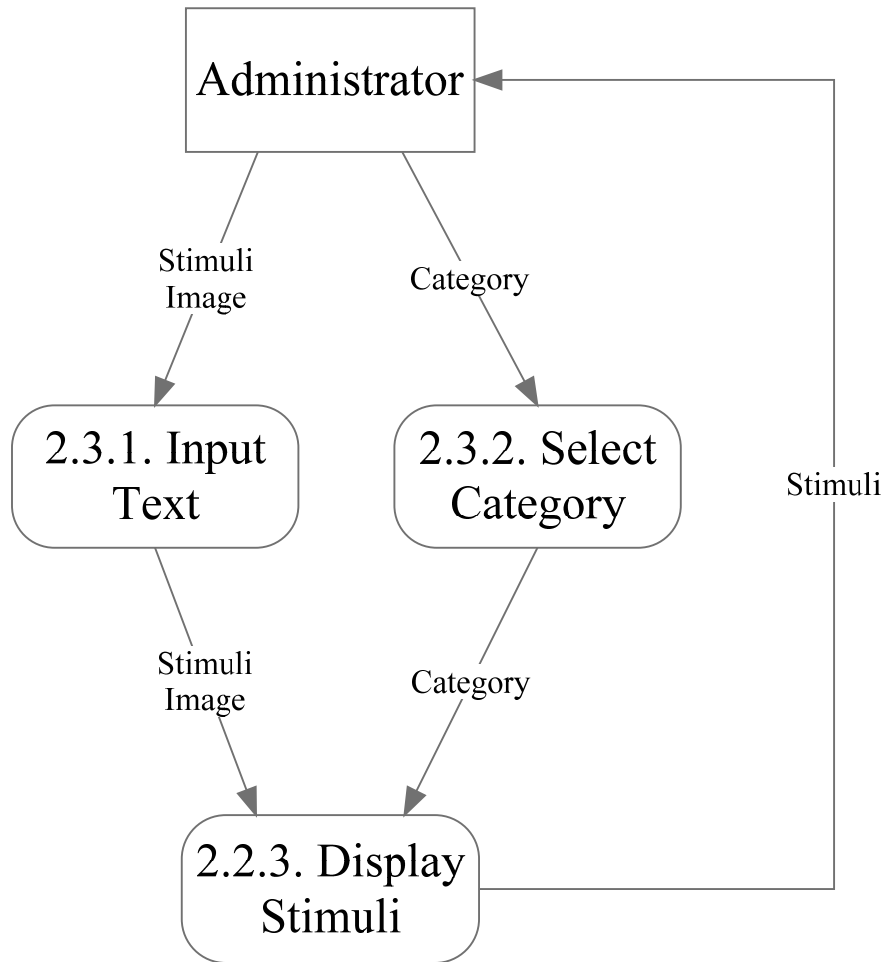 Administrator
Stimuli
Image
Category
2.3.1. Input
Text
2.3.2. Select
Category
Stimuli
Stimuli
Image
Category
2.2.3. Display
Stimuli